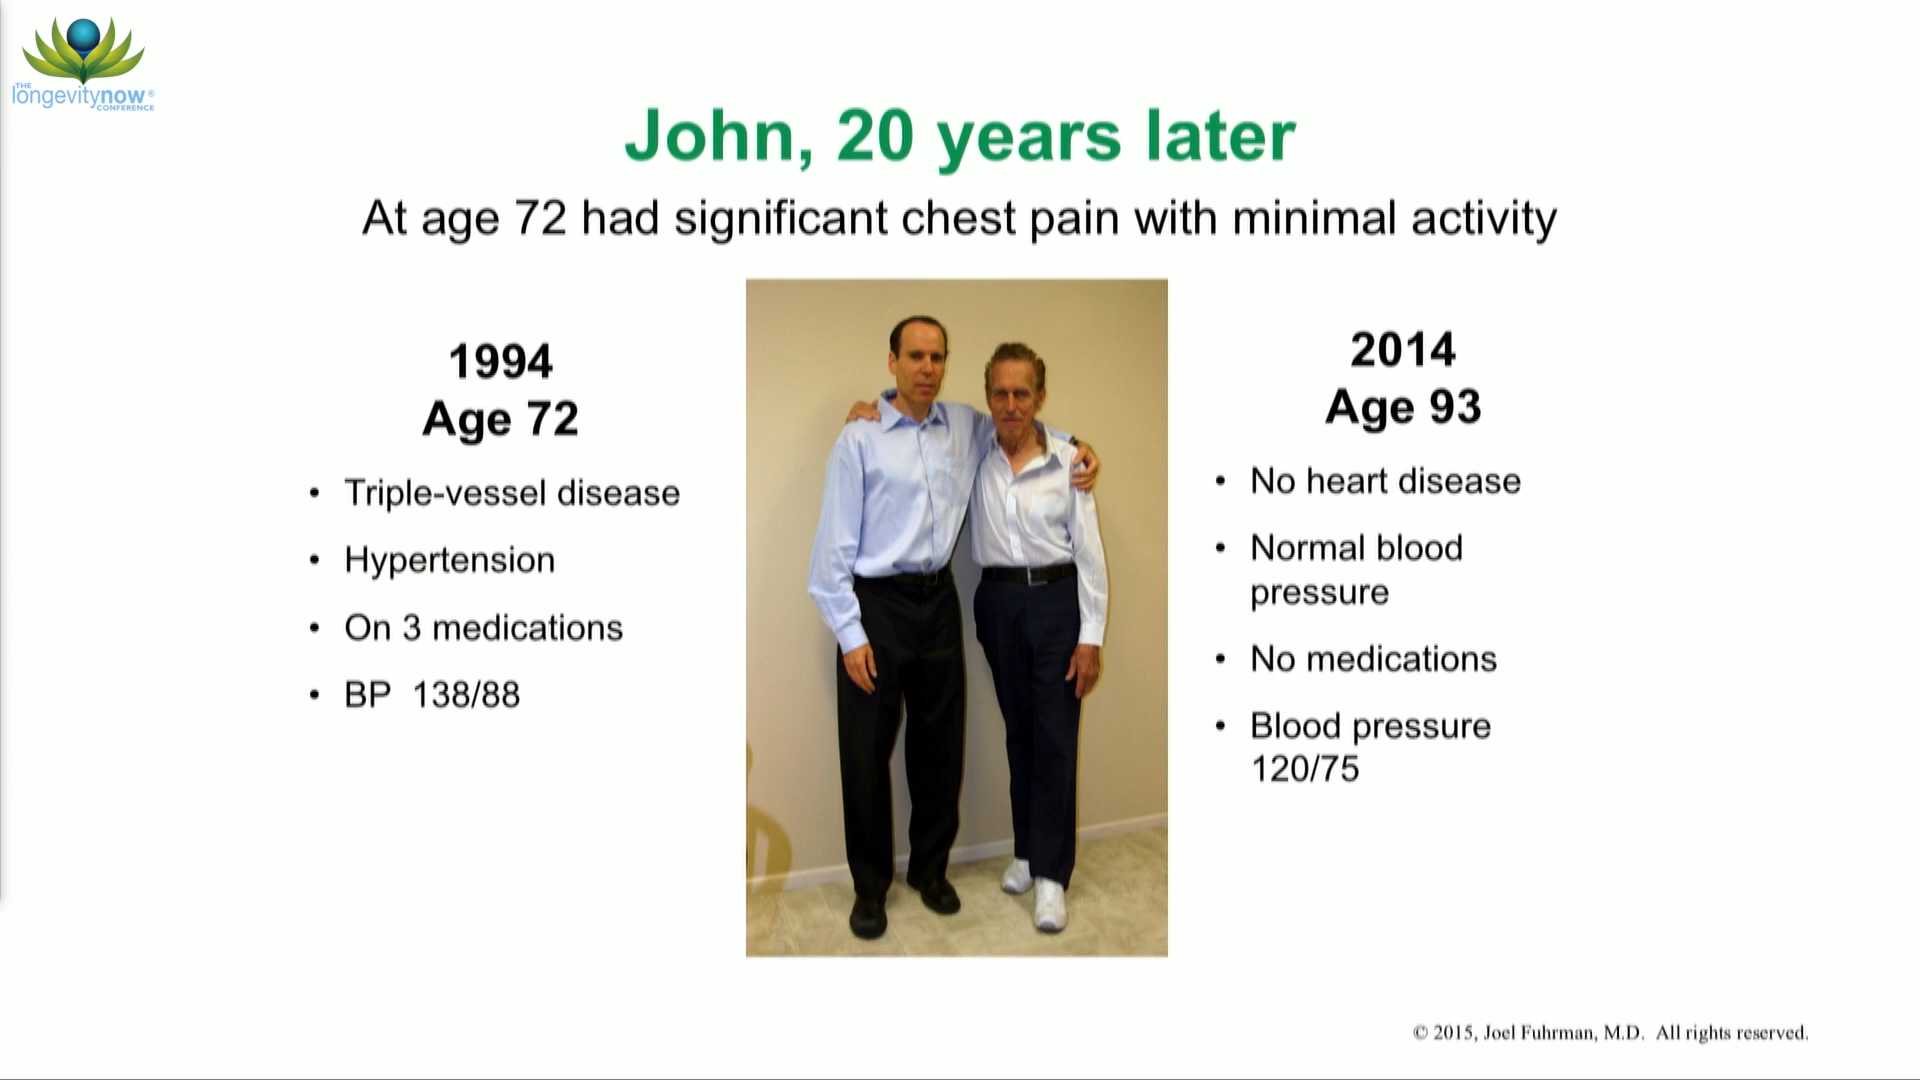 THE
longevitynow®
CONFERENCE
John, 20 years later
At age 72 had significant chest pain with minimal activity
1994
Age 72
• Triple-vessel disease
• Hypertension
• On 3 medications
• BP 138/88
2014
Age 93
• No heart disease
• Normal blood
pressure
• No medications
• Blood pressure
120/75
© 2015, Joel Fuhrman, M.D. All rights reserved.